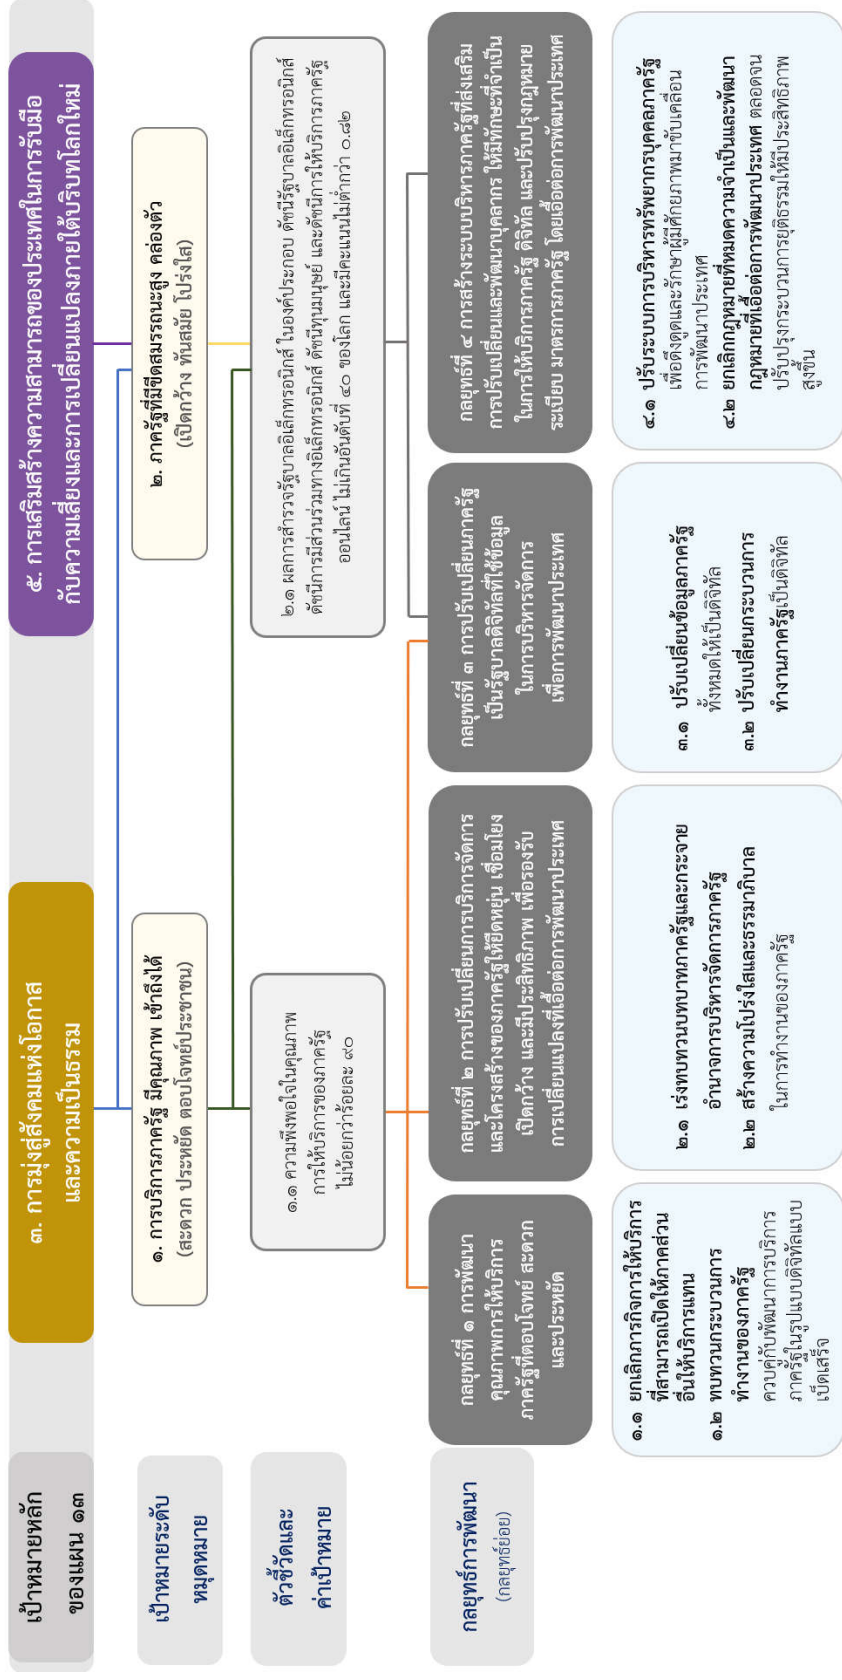 เป้าหมายหลัก
ของแผน ๑๓
๓. การมุ่งสู่สังคมแห่งโอกาส
และความเป็นธรรม
๕. การเสริมสร้างความสามารถของประเทศในการรับมือ
กับความเสี่ยงและการเปลี่ยนแปลงภายใต้บริบทโลกใหม่
เป้าหมายระดับ
หมุดหมาย
๑. การบริการภาครัฐ มีคุณภาพ เข้าถึงได้
(สะดวก ประหยัด ตอบโจทย์ประชาชน)
๒. ภาครัฐที่มีขีดสมรรถนะสูง คล่องตัว
(เปิดกว้าง ทันสมัย โปร่งใส)
ตัวชี้วัดและ
ค่าเป้าหมาย
๑.๑ ความพึงพอใจในคุณภาพ
การให้บริการของภาครัฐ
ไม่น้อยกว่าร้อยละ ๙๐
๒.๑ ผลการสำรวจรัฐบาลอิเล็กทรอนิกส์ ในองค์ประกอบ ดัชนีรัฐบาลอิเล็กทรอนิกส์
ดัชนีการมีส่วนร่วมทางอิเล็กทรอนิกส์ ดัชนีทุนมนุษย์ และดัชนีการให้บริการภาครัฐ
ออนไลน์ ไม่เกินอันดับที่ ๔๐ ของโลก และมีคะแนนไม่ต่ำกว่า ๐.๘๒
กลยุทธ์การพัฒนา
(กลยุทธ์ย่อย)
กลยุทธ์ที่ ๑ การพัฒนา
คุณภาพการให้บริการ
ภาครัฐที่ตอบโจทย์ สะดวก
และประหยัด
กลยุทธ์ที่ ๒ การปรับเปลี่ยนการบริการจัดการ
และโครงสร้างของภาครัฐให้ยืดหยุ่น เชื่อมโยง
เปิดกว้าง และมีประสิทธิภาพ เพื่อรองรับ
การเปลี่ยนแปลงที่เอื้อต่อการพัฒนาประเทศ
กลยุทธ์ที่ ๓ การปรับเปลี่ยนภาครัฐ
เป็นรัฐบาลดิจิทัลที่ใช้ข้อมูล
ในการบริหารจัดการ
เพื่อการพัฒนาประเทศ
กลยุทธ์ที่ ๔ การสร้างระบบบริหารภาครัฐที่ส่งเสริม
การปรับเปลี่ยนและพัฒนาบุคลากร ให้มีทักษะที่จำเป็น
ในการให้บริการภาครัฐ ดิจิทัล และปรับปรุงกฎหมาย
ระเบียบ มาตรการภาครัฐ โดยเอื้อต่อการพัฒนาประเทศ
๑.๑ ยกเลิกภารกิจการให้บริการ
ที่สามารถเปิดให้ภาคส่วน
อื่นให้บริการแทน
๑.๒ ทบทวนกระบวนการ
ทำงานของภาครัฐ
ควบคู่กับพัฒนาการบริการ
ภาครัฐในรูปแบบดิจิทัลแบบ
เบ็ดเสร็จ
๒.๑ เร่งทบทวนบทบาทภาครัฐและกระจาย
อำนาจการบริหารจัดการภาครัฐ
๒.๒ สร้างความโปร่งใสและธรรมาภิบาล
ในการทำงานของภาครัฐ
๓.๑ ปรับเปลี่ยนข้อมูลภาครัฐ
ทั้งหมดให้เป็นดิจิทัล
๓.๒ ปรับเปลี่ยนกระบวนการ
ทำงานภาครัฐเป็นดิจิทัล
๔.๑ ปรับระบบการบริหารทรัพยากรบุคคลภาครัฐ
เพื่อดึงดูดและรักษาผู้มีศักยภาพมาขับเคลื่อน
การพัฒนาประเทศ
๔.๒ ยกเลิกกฎหมายที่หมดความจำเป็นและพัฒนา
กฎหมายที่เอื้อต่อการพัฒนาประเทศ ตลอดจน
ปรับปรุงกระบวนการยุติธรรมให้มีประสิทธิภาพ
สูงขึ้น